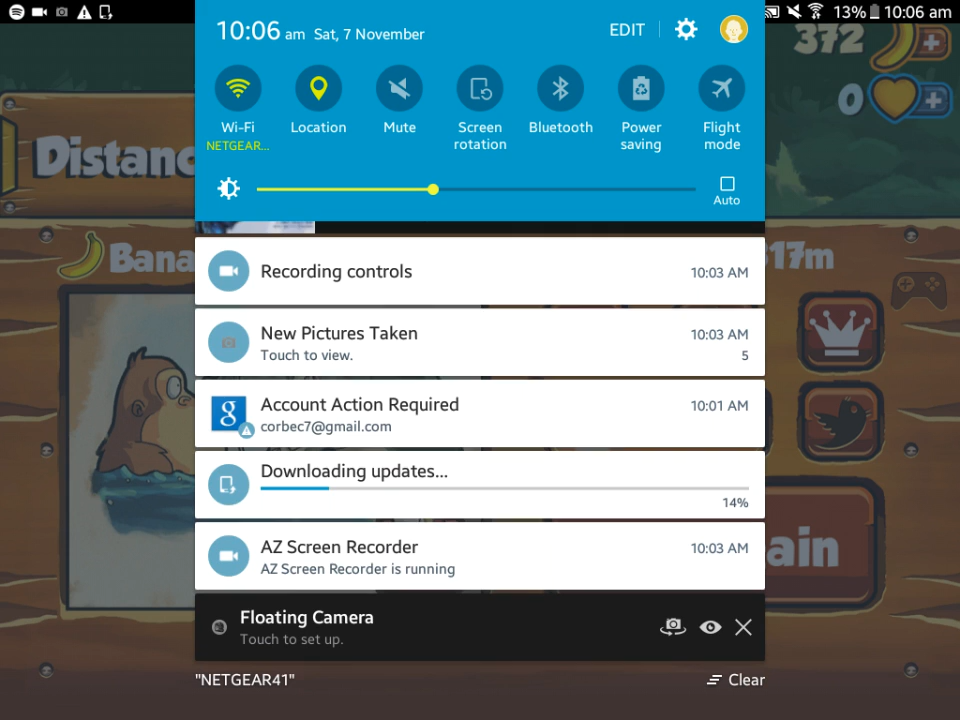 13% 10:06 am
10:06 am Sat, 7 November EDIT
372
0
Wi-Fi
NETGEAR...
Location
Mute
Screen
rotation
Bluetooth
Power
saving
Flight
mode
Auto
Distanc
Bana
17m
Recording controls 10:03 AM
New Pictures Taken 10:03 AM
Touch to view. 5
Account Action Required 10:01 AM
corbec7@gmail.com
Downloading updates...
14%
AZ Screen Recorder 10:03 AM
AZ Screen Recorder is running
ain
Floating Camera
Touch to set up.
"NETGEAR41" Clear